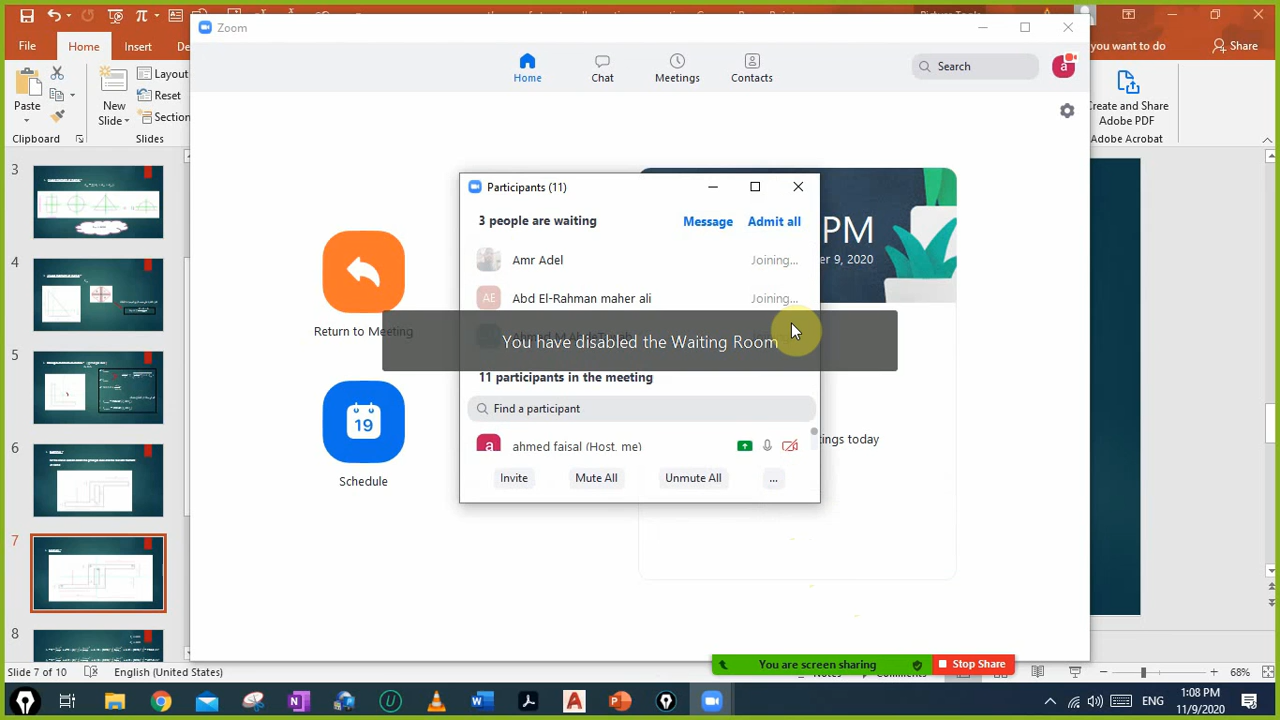 Zoom
File
Home
Insert
De
you want to do
Share
Home
Chat
Meetings
Contacts
Search
a
Paste
New
Slide
Layout
Reset
Section
Clipboard
Slides
Create and Share
Adobe PDF
Adobe Acrobat
3
4
5
6
7
8
Return to Meeting
19
Schedule
PM
ber 9, 2020
tings today
Participants (11)
3 people are waiting
Message
Admit all
Amr Adel
Joining...
AE
Abd El-Rahman maher ali
Joining...
You have disabled the Waiting Room
11 participants in the meeting
Find a participant
a
ahmed faisal (Host, me)
Invite
Mute All
Unmute All
...
You are screen sharing
Stop Share
Slide 7 of 10
English (United States)
Notes
Comments
68%
ENG
1:08 PM
11/9/2020